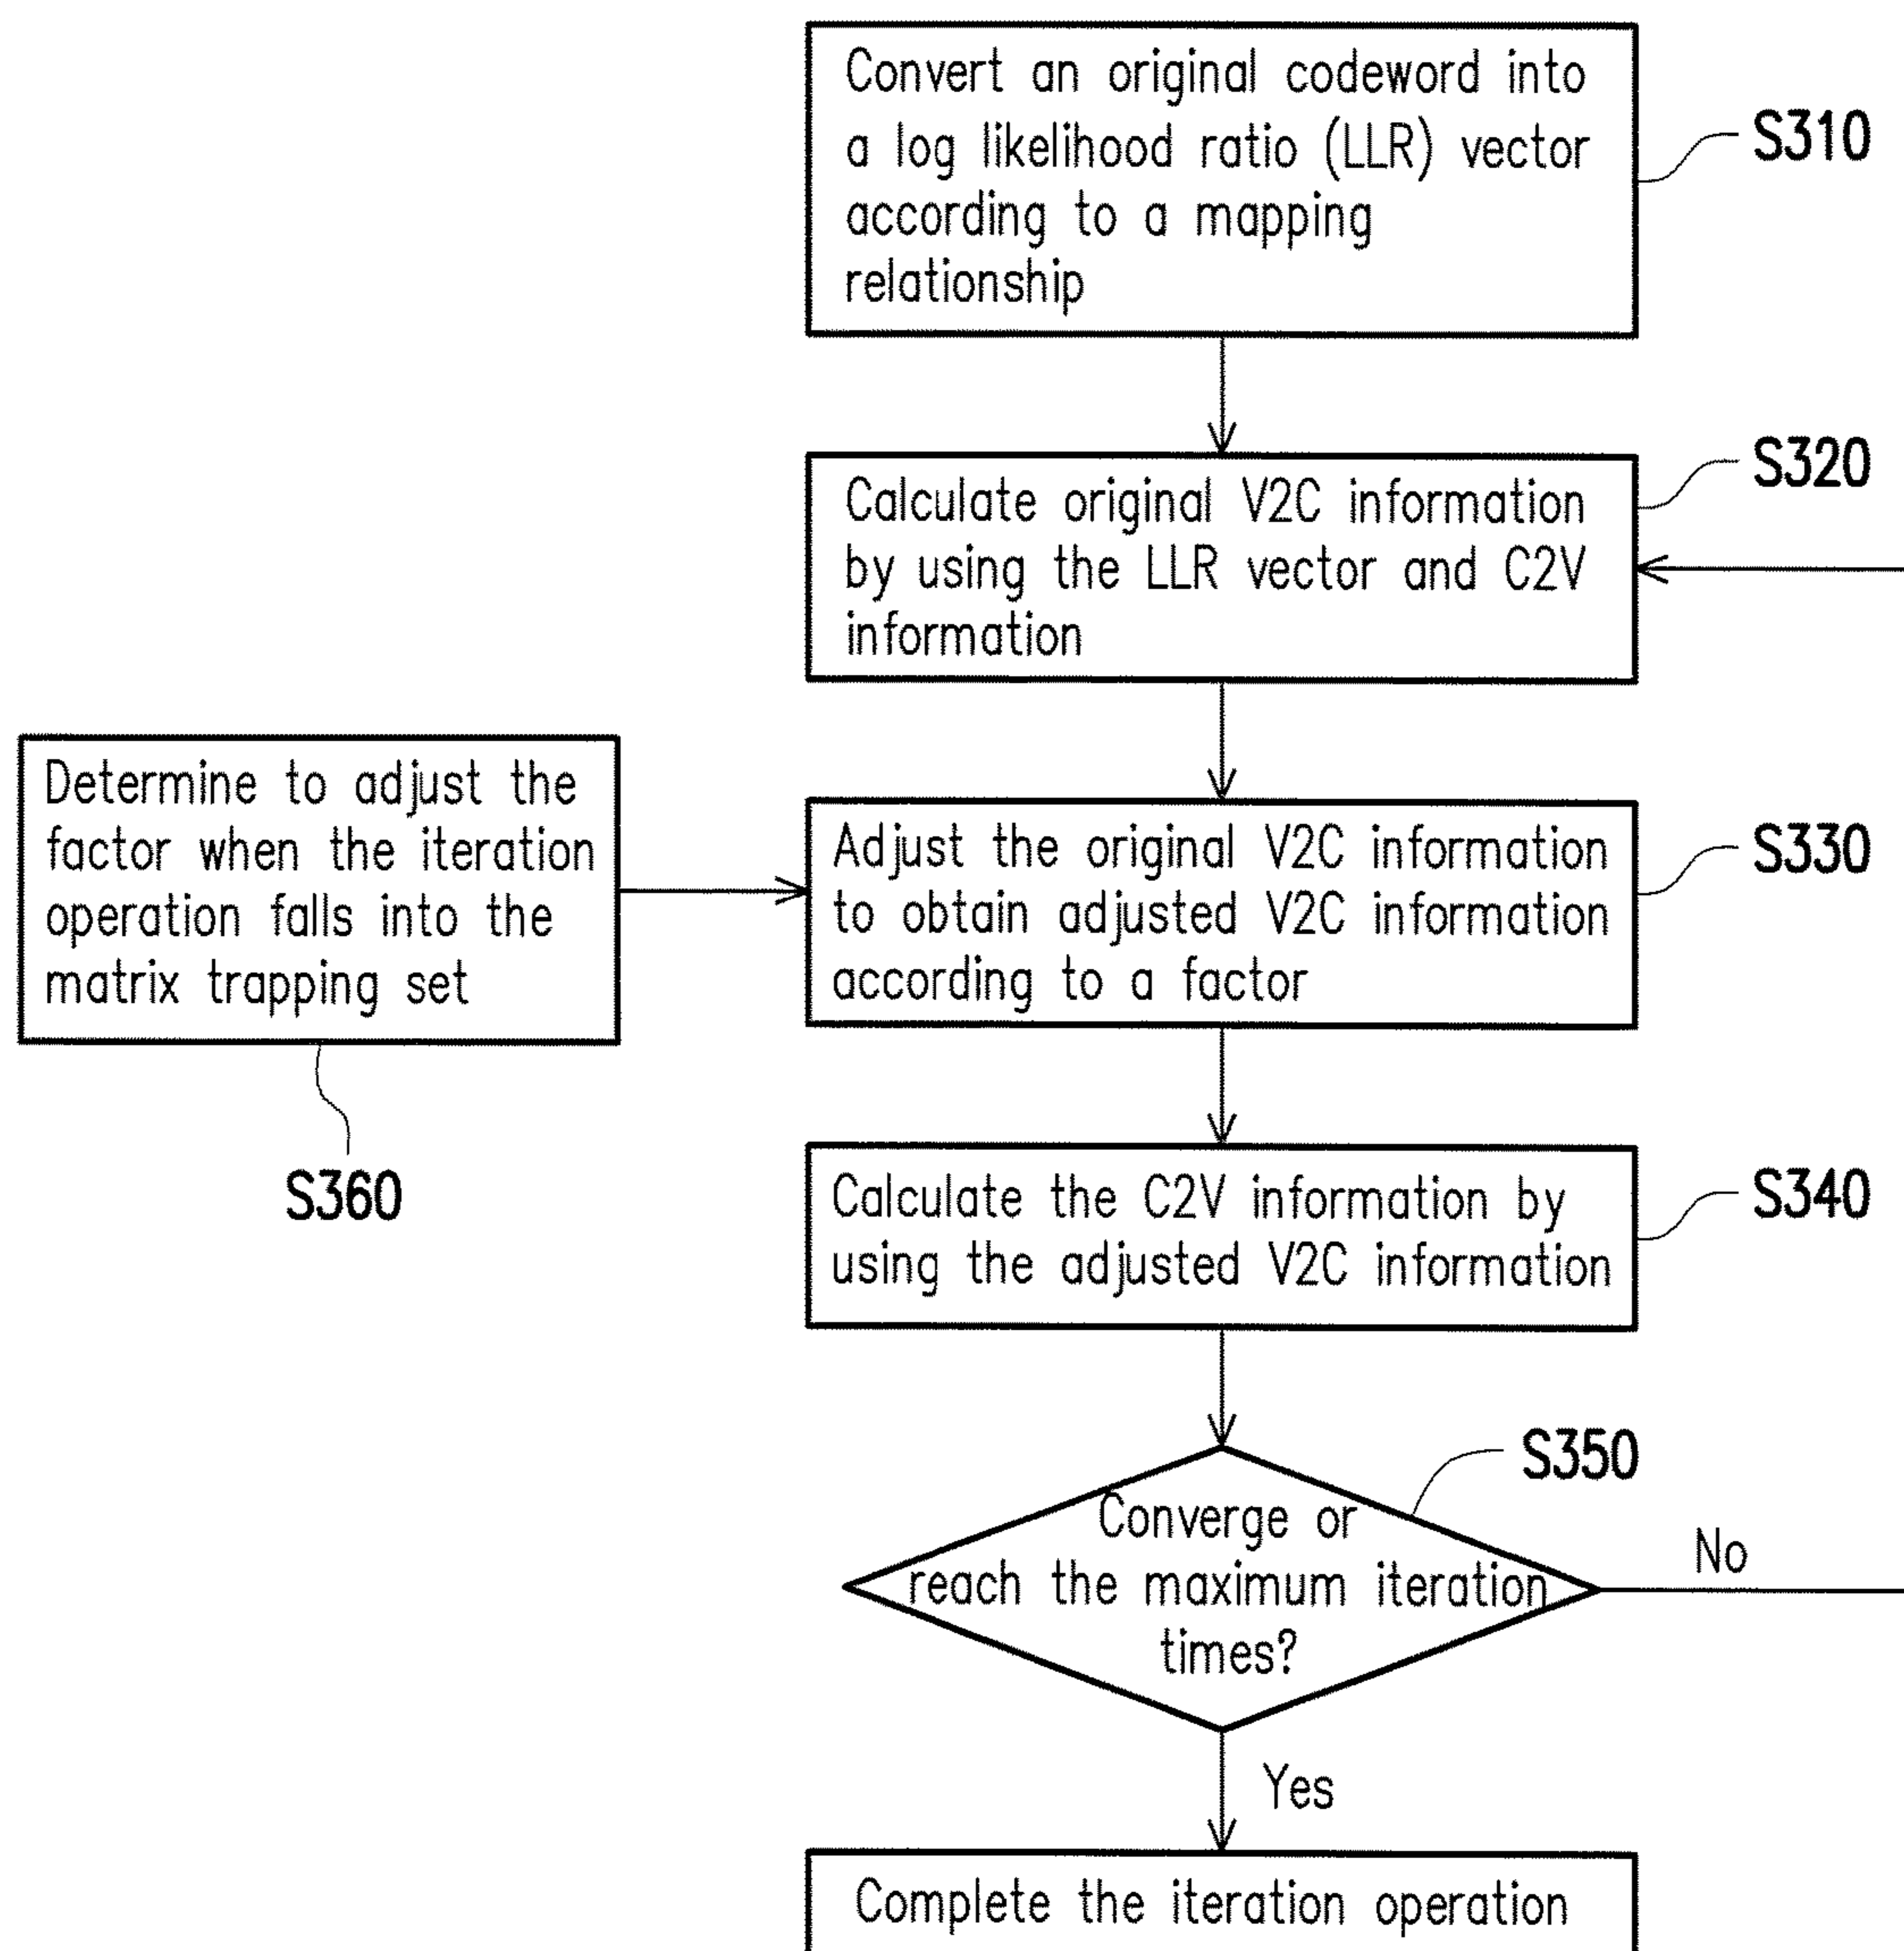 Convert an original codeword into
a log likelihood ratio (LLR) vector
according to a mapping
relationship
S310
Calculate original V2C information
by using the LLR vector and C2V
information
S320
Determine to adjust the
factor when the iteration
operation falls into the
matrix trapping set
S360
Adjust the original V2C information
to obtain adjusted V2C information
according to a factor
S330
Calculate the C2V information by
using the adjusted V2C information
S340
Converge or
reach the maximum iteration
times?
S350
No
Yes
Complete the iteration operation